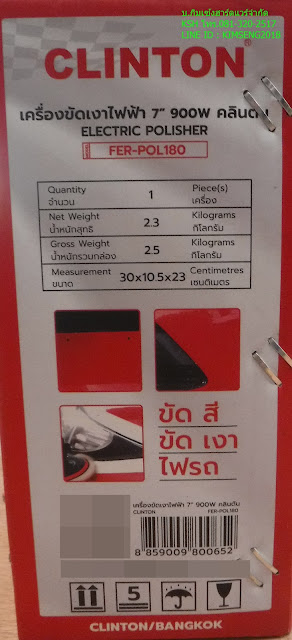 บ.กิมเซ่งฮาร์ดแวร์จำกัด
KSEI โทร.081-320-2517
LINE ID : KIMSENG2018
CLINTON®
เครื่องขัดเงาไฟฟ้า 7” 900W คลินตัน
ELECTRIC POLISHER
FER-POL180
Quantity 1 Piece(s)
จำนวน เครื่อง
Net Weight 2.3 Kilograms
น้ำหนักสุทธิ กิโลกรัม
Gross Weight 2.5 Kilograms
น้ำหนักรวมกล่อง กิโลกรัม
Measurement 30x10.5x23 Centimetres
ขนาด เซนติเมตร
ขัด สี
ขัด เงา
ไฟรถ
เครื่องขัดเงาไฟฟ้า 7” 900W คลินตัน
CLINTON FER-POL180
8 859009 800652
5
CLINTON/BANGKOK